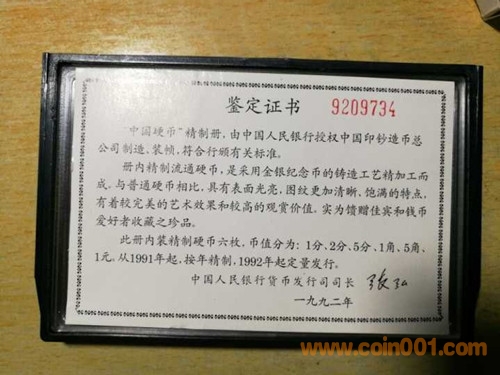 鉴定证书 9209734
中国硬币”精制册,由中国人民银行授权中国印钞造币总
公司制造、装帧,符合行颁有关标准。
册内精制流通硬币,是采用金银纪念币的铸造工艺精加工而
成,与普通硬币相比,具有表面光亮,图纹更加清晰,饱满的特点,
有着较完美的艺术效果和较高的观赏价值,实为馈赠佳宾和钱币
爱好者收藏之珍品。
此册内装精制硬币六枚,币值分为:1分、2分、5分、1角、5角、
1元。从1991年起,按年精制,1992年起定量发行。
中国人民银行货币发行司司长 张弘
一九九二年
www.coin001.com